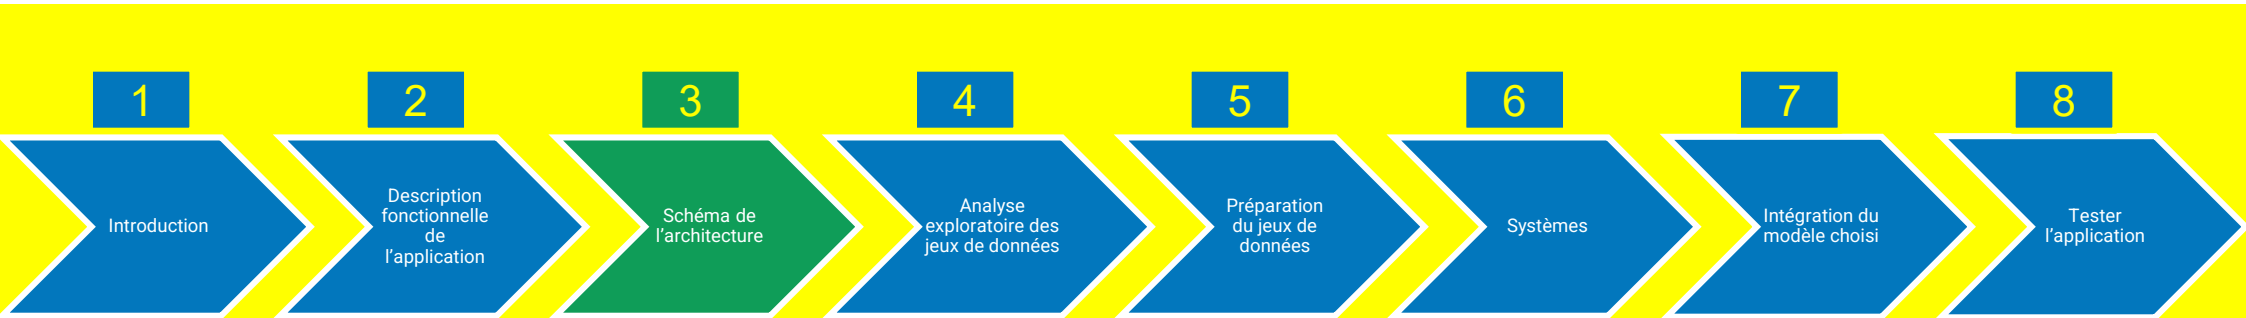 1
2
3
4
5
6
7
8
Introduction
Description
fonctionnelle
de
l'application
Schéma de
l'architecture
Analyse
exploratoire des
jeux de données
Préparation
du jeux de
données
Systèmes
Intégration du
modèle choisi
Tester
l'application